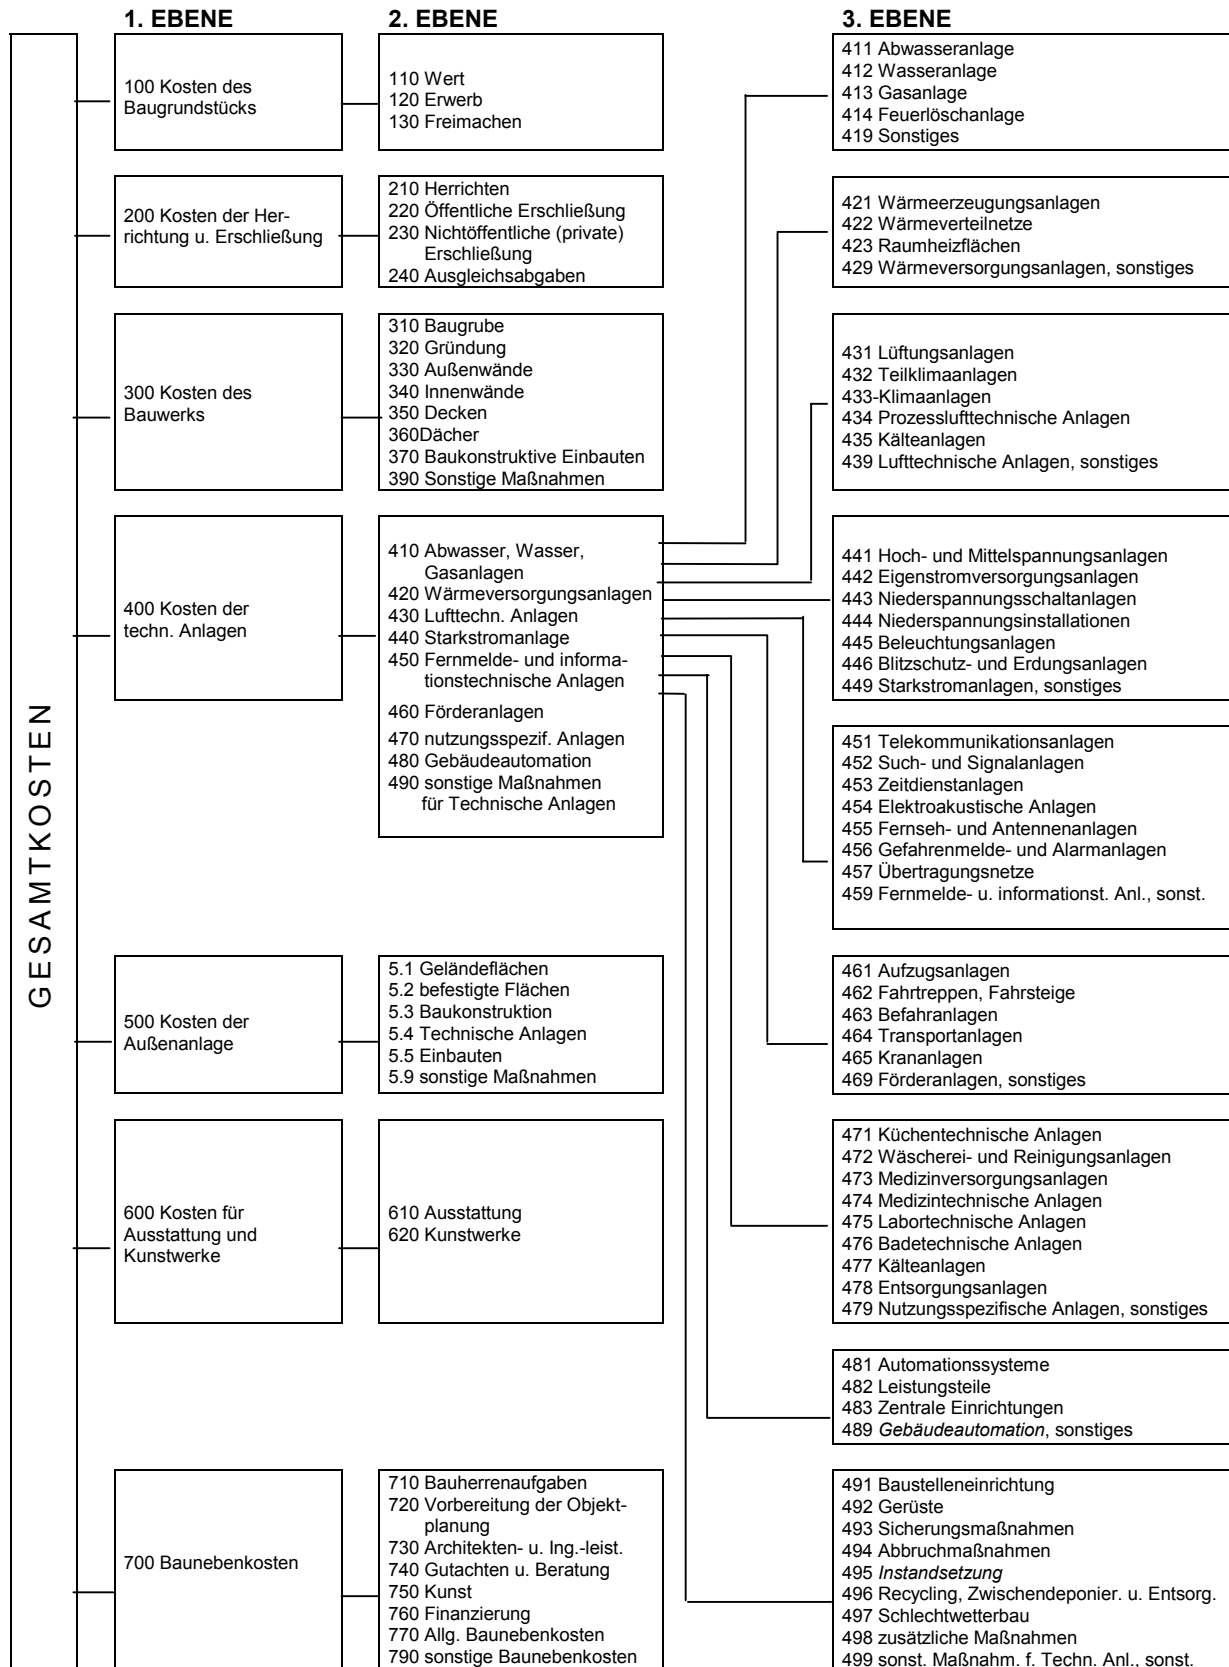 1. EBENE
2. EBENE
3. EBENE
GESAMTKOSTEN
100 Kosten des
Baugrundstücks
110 Wert
120 Erwerb
130 Freimachen
411 Abwasseranlage
412 Wasseranlage
413 Gasanlage
414 Feuerlöschanlage
419 Sonstiges
200 Kosten der Her-
richtung u. Erschließung
210 Herrichten
220 Öffentliche Erschließung
230 Nichtöffentliche (private)
Erschließung
240 Ausgleichsabgaben
421 Wärmeerzeugungsanlagen
422 Wärmeverteilnetze
423 Raumheizflächen
429 Wärmeversorgungsanlagen, sonstiges
300 Kosten des
Bauwerks
310 Baugrube
320 Gründung
330 Außenwände
340 Innenwände
350 Decken
360Dächer
370 Baukonstruktive Einbauten
390 Sonstige Maßnahmen
431 Lüftungsanlagen
432 Teilklimaanlagen
433-Klimaanlagen
434 Prozesslufttechnische Anlagen
435 Kälteanlagen
439 Lufttechnische Anlagen, sonstiges
400 Kosten der
techn. Anlagen
410 Abwasser, Wasser,
Gasanlagen
420 Wärmeversorgungsanlagen
430 Lufttechn. Anlagen
440 Starkstromanlage
450 Fernmelde- und informa-
tionstechnische Anlagen
460 Förderanlagen
470 nutzungsspezif. Anlagen
480 Gebäudeautomation
490 sonstige Maßnahmen
für Technische Anlagen
441 Hoch- und Mittelspannungsanlagen
442 Eigenstromversorgungsanlagen
443 Niederspannungsschaltanlagen
444 Niederspannungsinstallationen
445 Beleuchtungsanlagen
446 Blitzschutz- und Erdungsanlagen
449 Starkstromanlagen, sonstiges
451 Telekommunikationsanlagen
452 Such- und Signalanlagen
453 Zeitdienstanlagen
454 Elektroakustische Anlagen
455 Fernseh- und Antennenanlagen
456 Gefahrenmelde- und Alarmanlagen
457 Übertragungsnetze
459 Fernmelde- u. informationst. Anl., sonst.
500 Kosten der
Außenanlage
5.1 Geländeflächen
5.2 befestigte Flächen
5.3 Baukonstruktion
5.4 Technische Anlagen
5.5 Einbauten
5.9 sonstige Maßnahmen
461 Aufzugsanlagen
462 Fahrtreppen, Fahrsteige
463 Befahranlagen
464 Transportanlagen
465 Krananlagen
469 Förderanlagen, sonstiges
600 Kosten für
Ausstattung und
Kunstwerke
610 Ausstattung
620 Kunstwerke
471 Küchentechnische Anlagen
472 Wäscherei- und Reinigungsanlagen
473 Medizinversorgungsanlagen
474 Medizintechnische Anlagen
475 Labortechnische Anlagen
476 Badetechnische Anlagen
477 Kälteanlagen
478 Entsorgungsanlagen
479 Nutzungsspezifische Anlagen, sonstiges
481 Automationssysteme
482 Leistungsteile
483 Zentrale Einrichtungen
489 Gebäudeautomation, sonstiges
700 Baunebenkosten
710 Bauherrenaufgaben
720 Vorbereitung der Objekt-
planung
730 Architekten- u. Ing.-leist.
740 Gutachten u. Beratung
750 Kunst
760 Finanzierung
770 Allg. Baunebenkosten
790 sonstige Baunebenkosten
491 Baustelleneinrichtung
492 Gerüste
493 Sicherungsmaßnahmen
494 Abbruchmaßnahmen
495 Instandsetzung
496 Recycling, Zwischendeponier. u. Entsorg.
497 Schlechtwetterbau
498 zusätzliche Maßnahmen
499 sonst. Maßnahm. f. Techn. Anl., sonst.